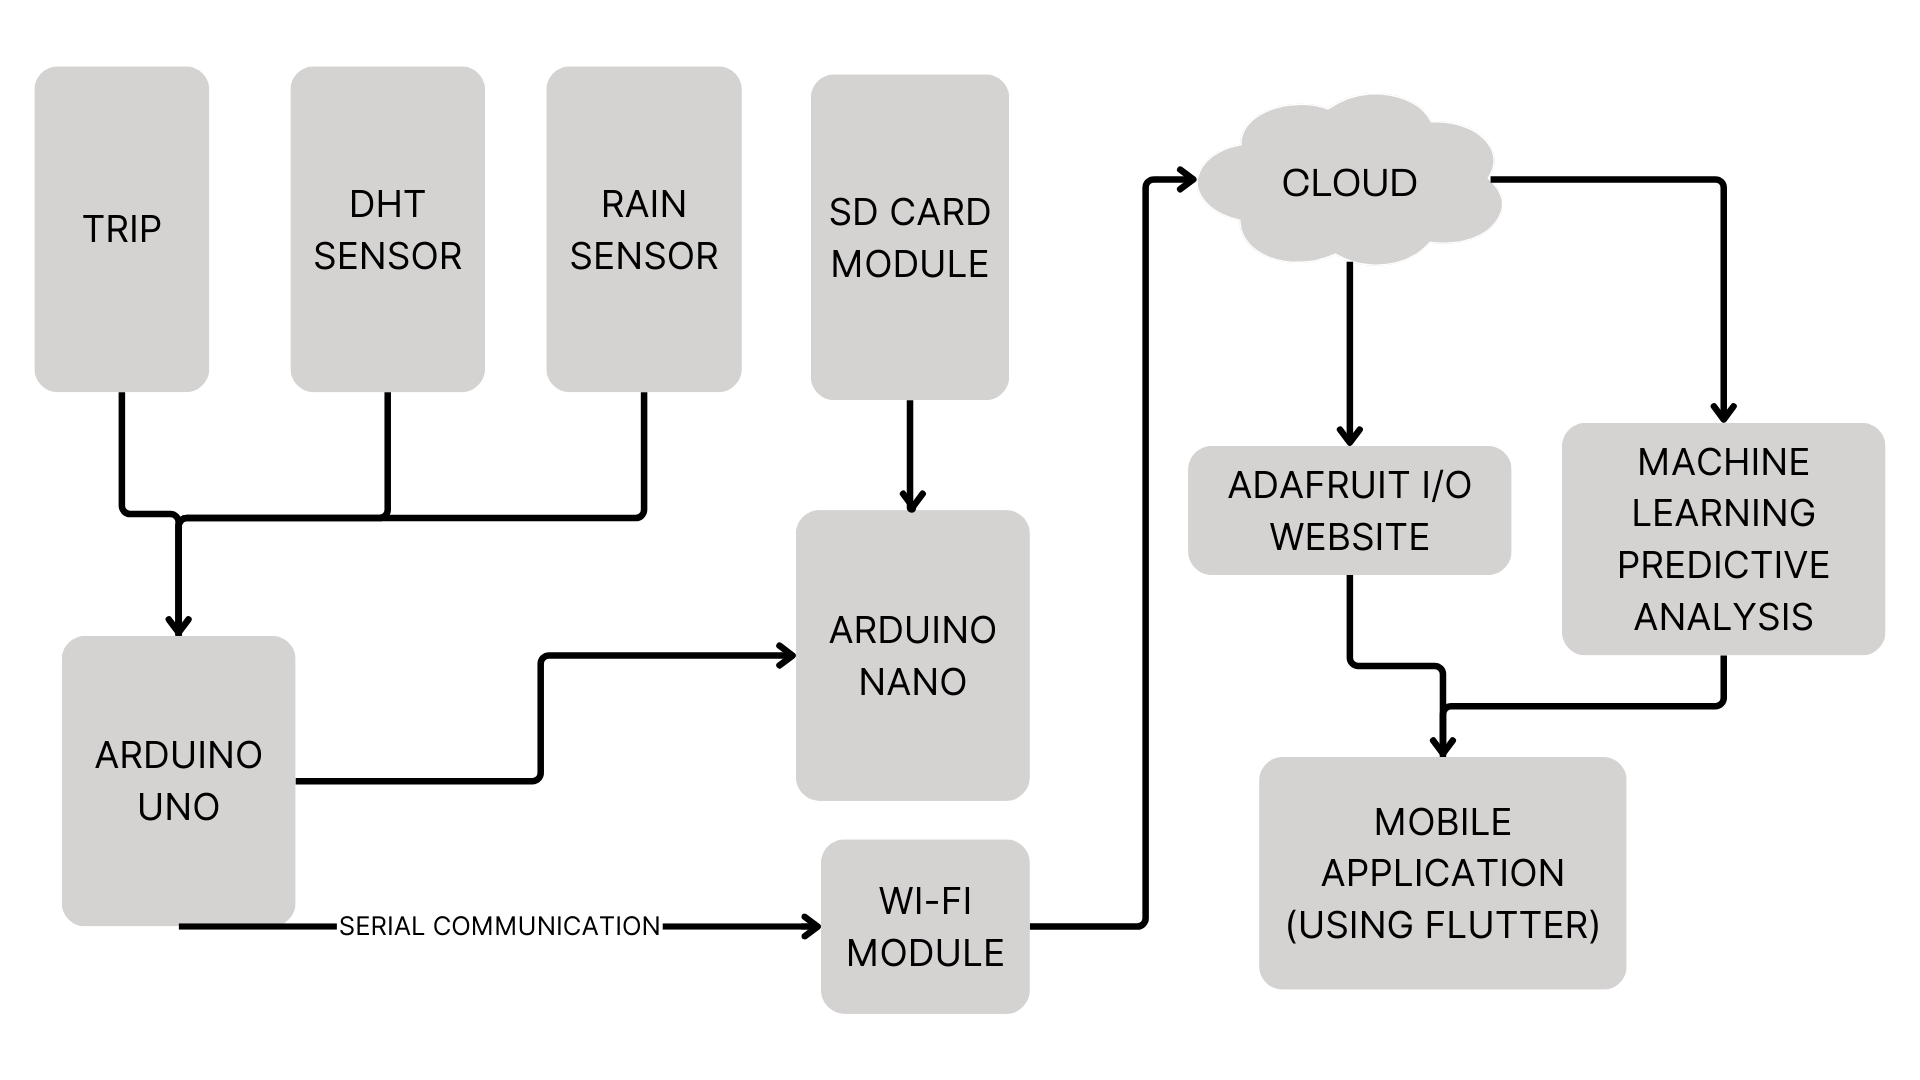 TRIP
DHT
SENSOR
RAIN
SENSOR
SD CARD
MODULE
CLOUD
ADAFRUIT I/O
WEBSITE
MACHINE
LEARNING
PREDICTIVE
ANALYSIS
ARDUINO
NANO
ARDUINO
UNO
SERIAL COMMUNICATION
WI-FI
MODULE
MOBILE
APPLICATION
(USING FLUTTER)